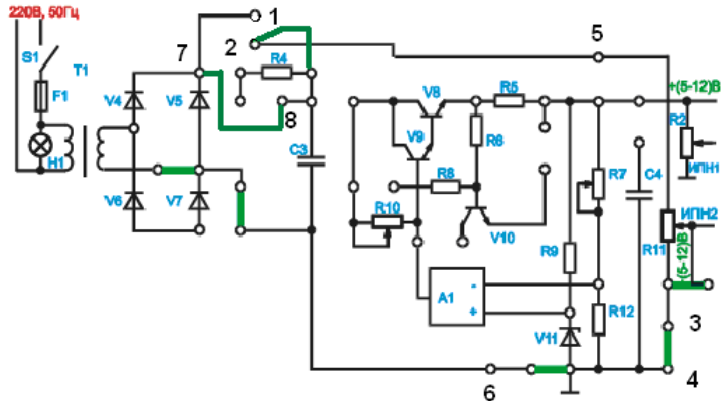 220В, 50Гц
1
2
5
S1
T1
7
R4
F1
V4
V5
8
V8
R5
+(5-12)В
R2
V9
R6
H1
C3
ИПН1
R8
R7
C4
V6
V7
R10
ИПН2
V10
R11
-(5-12)В
R9
A1
-
+
R12
V11
3
6
4